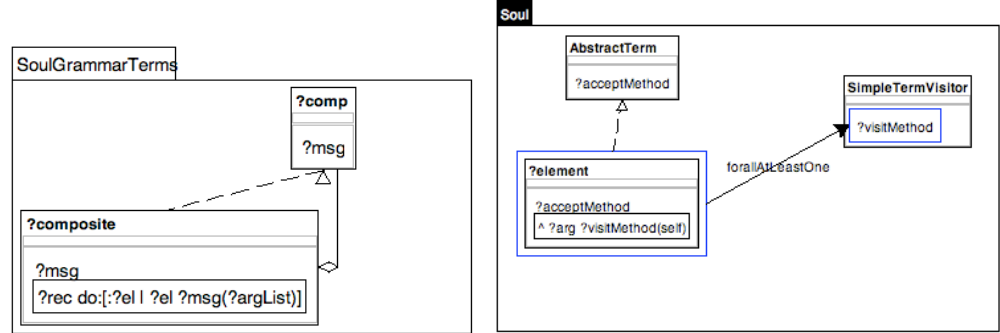 SoulGrammarTerms
?comp
?msg
?composite
?msg
?rec do:[:?el | ?el ?msg(?argList)]
Soul
AbstractTerm
?acceptMethod
SimpleTermVisitor
?visitMethod
forallAtLeastOne
?element
?acceptMethod
^ ?arg ?visitMethod(self)